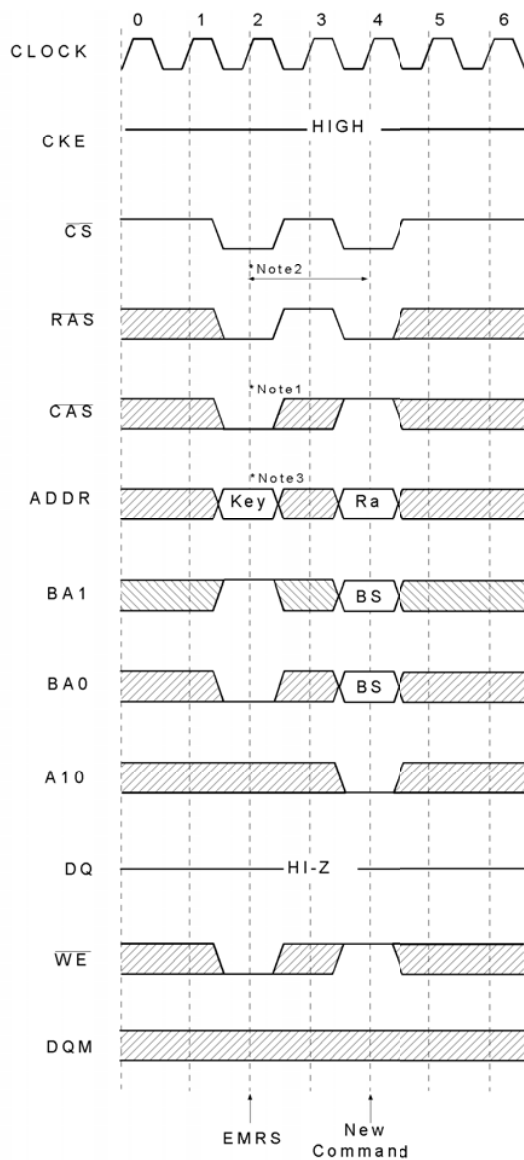 0 1 2 3 4 5 6
CLOCK
CKE HIGH
CS
*Note2
RAS
*Note1
CAS
*Note3
ADDR Key Ra
BA1 BS
BA0 BS
A10
DQ HI-Z
WE
DQM
EMRS New
Command